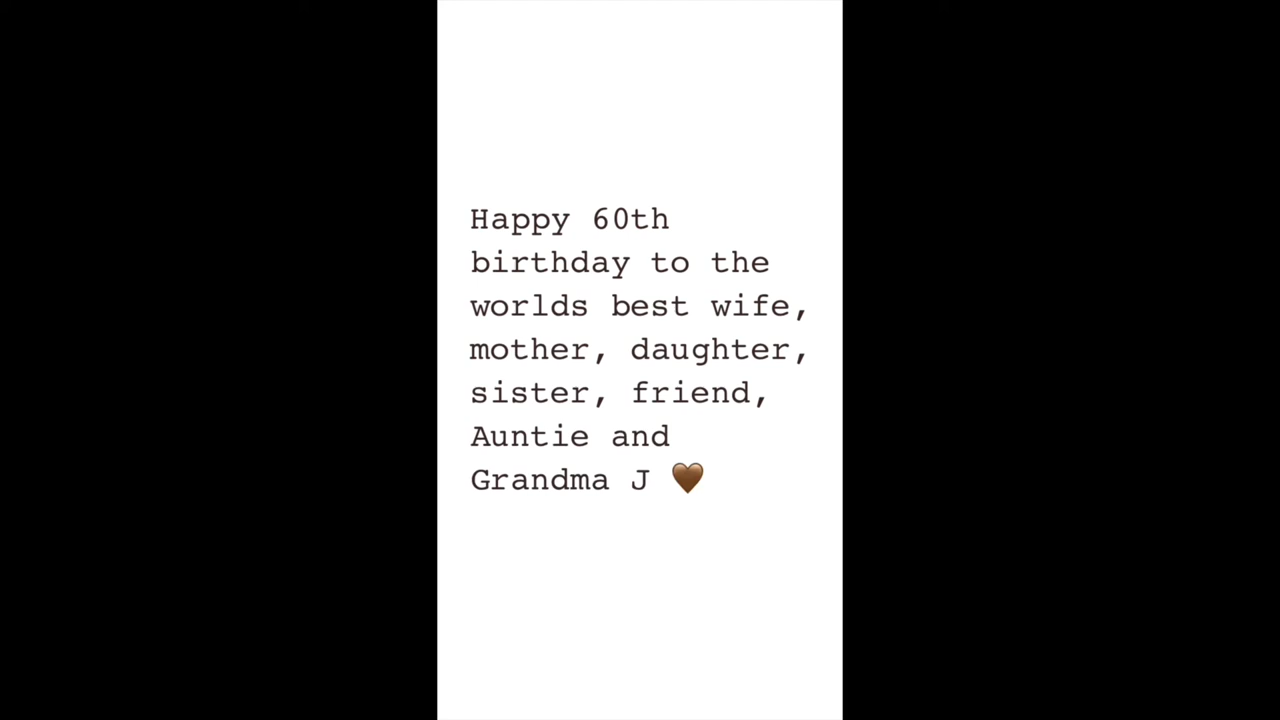 Happy 60th
birthday to the
worlds best wife,
mother, daughter,
sister, friend,
Auntie and
Grandma J 🤎